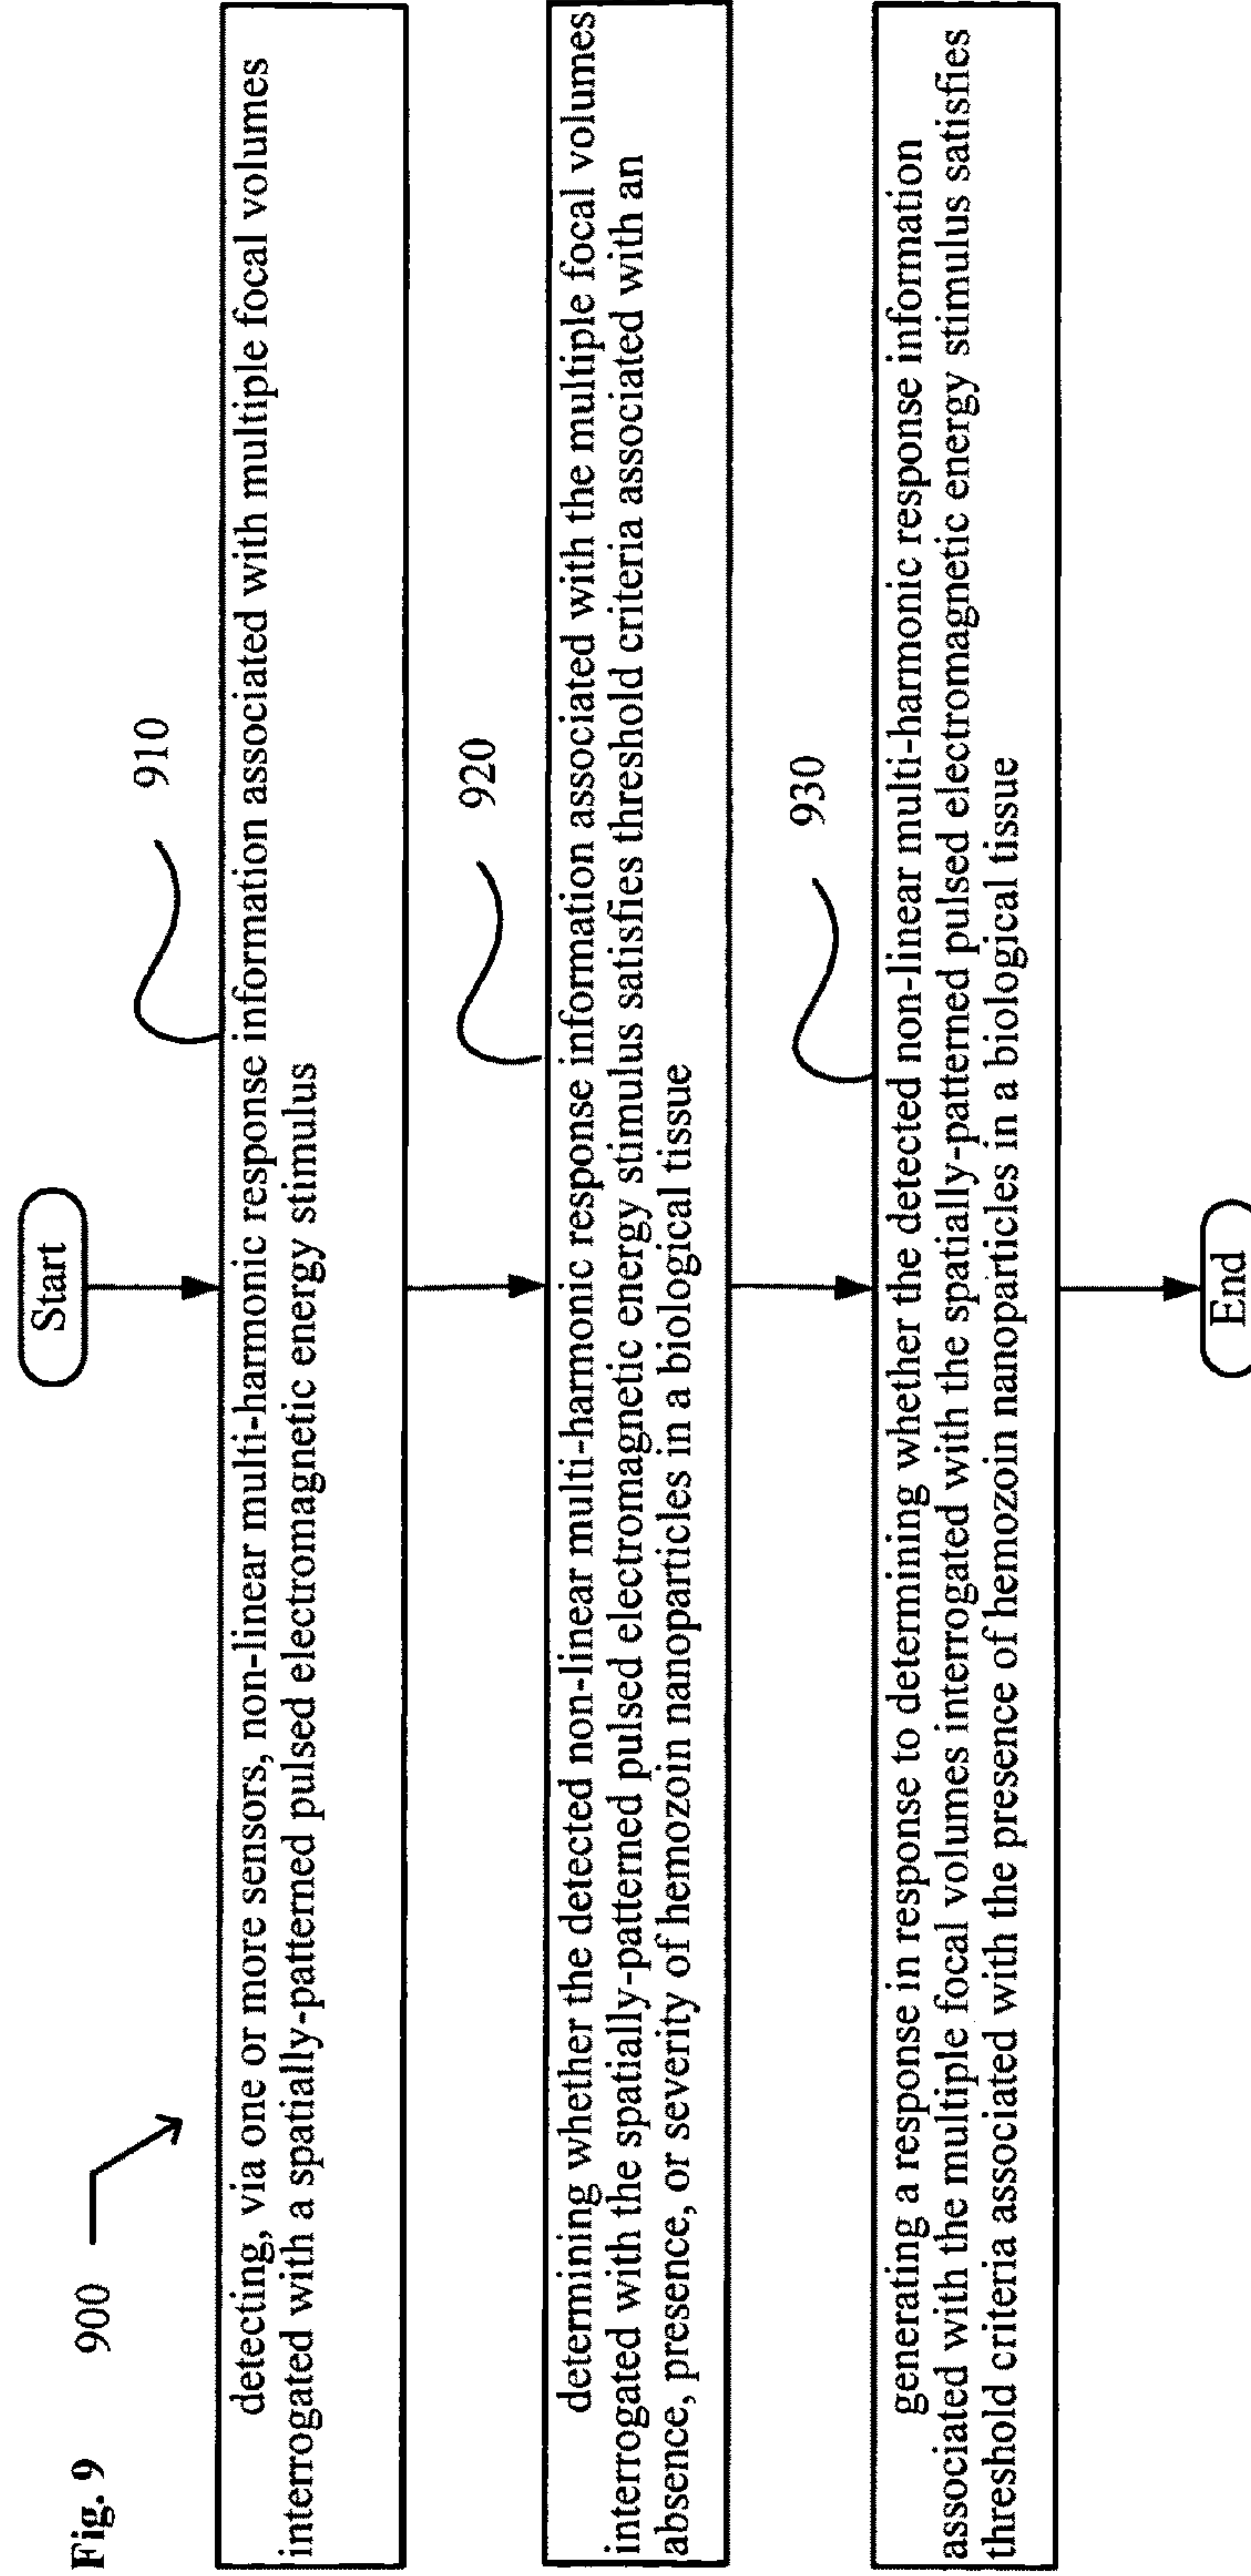 Fig. 9
900
Start
910
detecting, via one or more sensors, non-linear multi-harmonic response information associated with multiple focal volumes
interrogated with a spatially-patterned pulsed electromagnetic energy stimulus
920
determining whether the detected non-linear multi-harmonic response information associated with the multiple focal volumes
interrogated with the spatially-patterned pulsed electromagnetic energy stimulus satisfies threshold criteria associated with an
absence, presence, or severity of hemozoin nanoparticles in a biological tissue
930
generating a response in response to determining whether the detected non-linear multi-harmonic response information
associated with the multiple focal volumes interrogated with the spatially-patterned pulsed electromagnetic energy stimulus satisfies
threshold criteria associated with the presence of hemozoin nanoparticles in a biological tissue
End